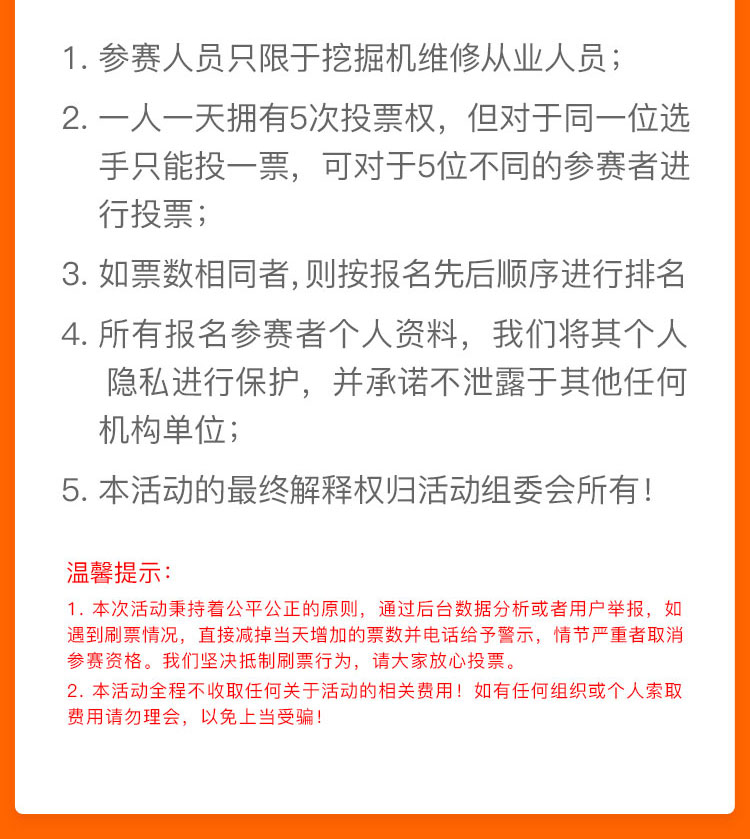 1. 参赛人员只限于挖掘机维修从业人员；
2. 一人一天拥有5次投票权，但对于同一位选
手只能投一票，可对于5位不同的参赛者进
行投票；
3. 如票数相同者,则按报名先后顺序进行排名
4. 所有报名参赛者个人资料，我们将其个人
隐私进行保护，并承诺不泄露于其他任何
机构单位；
5. 本活动的最终解释权归活动组委会所有！
温馨提示：
1. 本次活动秉持着公平公正的原则，通过后台数据分析或者用户举报，如
遇到刷票情况，直接减掉当天增加的票数并电话给予警示，情节严重者取消
参赛资格。我们坚决抵制刷票行为，请大家放心投票。
2. 本活动全程不收取任何关于活动的相关费用！如有任何组织或个人索取
费用请勿理会，以免上当受骗！